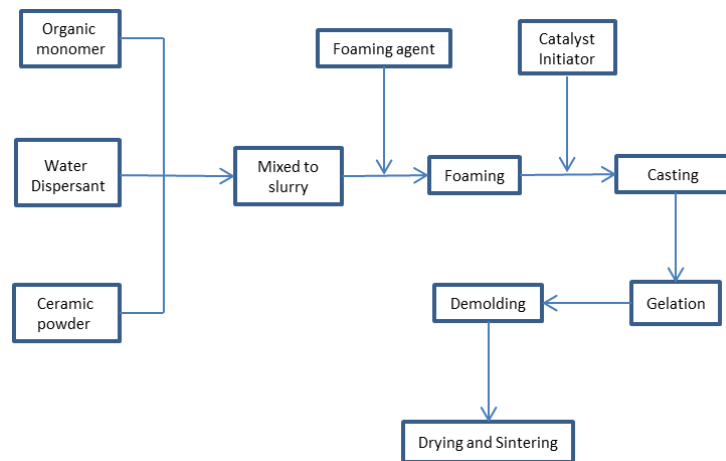 Organic
monomer
Foaming agent
Catalyst
Initiator
Water
Dispersant
Mixed to
slurry
Foaming
Casting
Ceramic
powder
Demolding
Gelation
Drying and Sintering